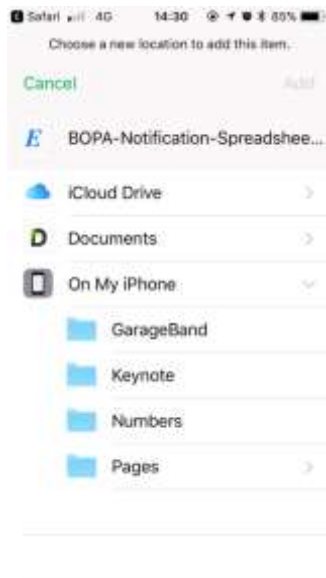 Safari 4G 14:30 85%
Choose a new location to add this item.
Cancel Add
E BOPA-Notification-Spreadshee...
iCloud Drive
D Documents
On My iPhone
GarageBand
Keynote
Numbers
Pages